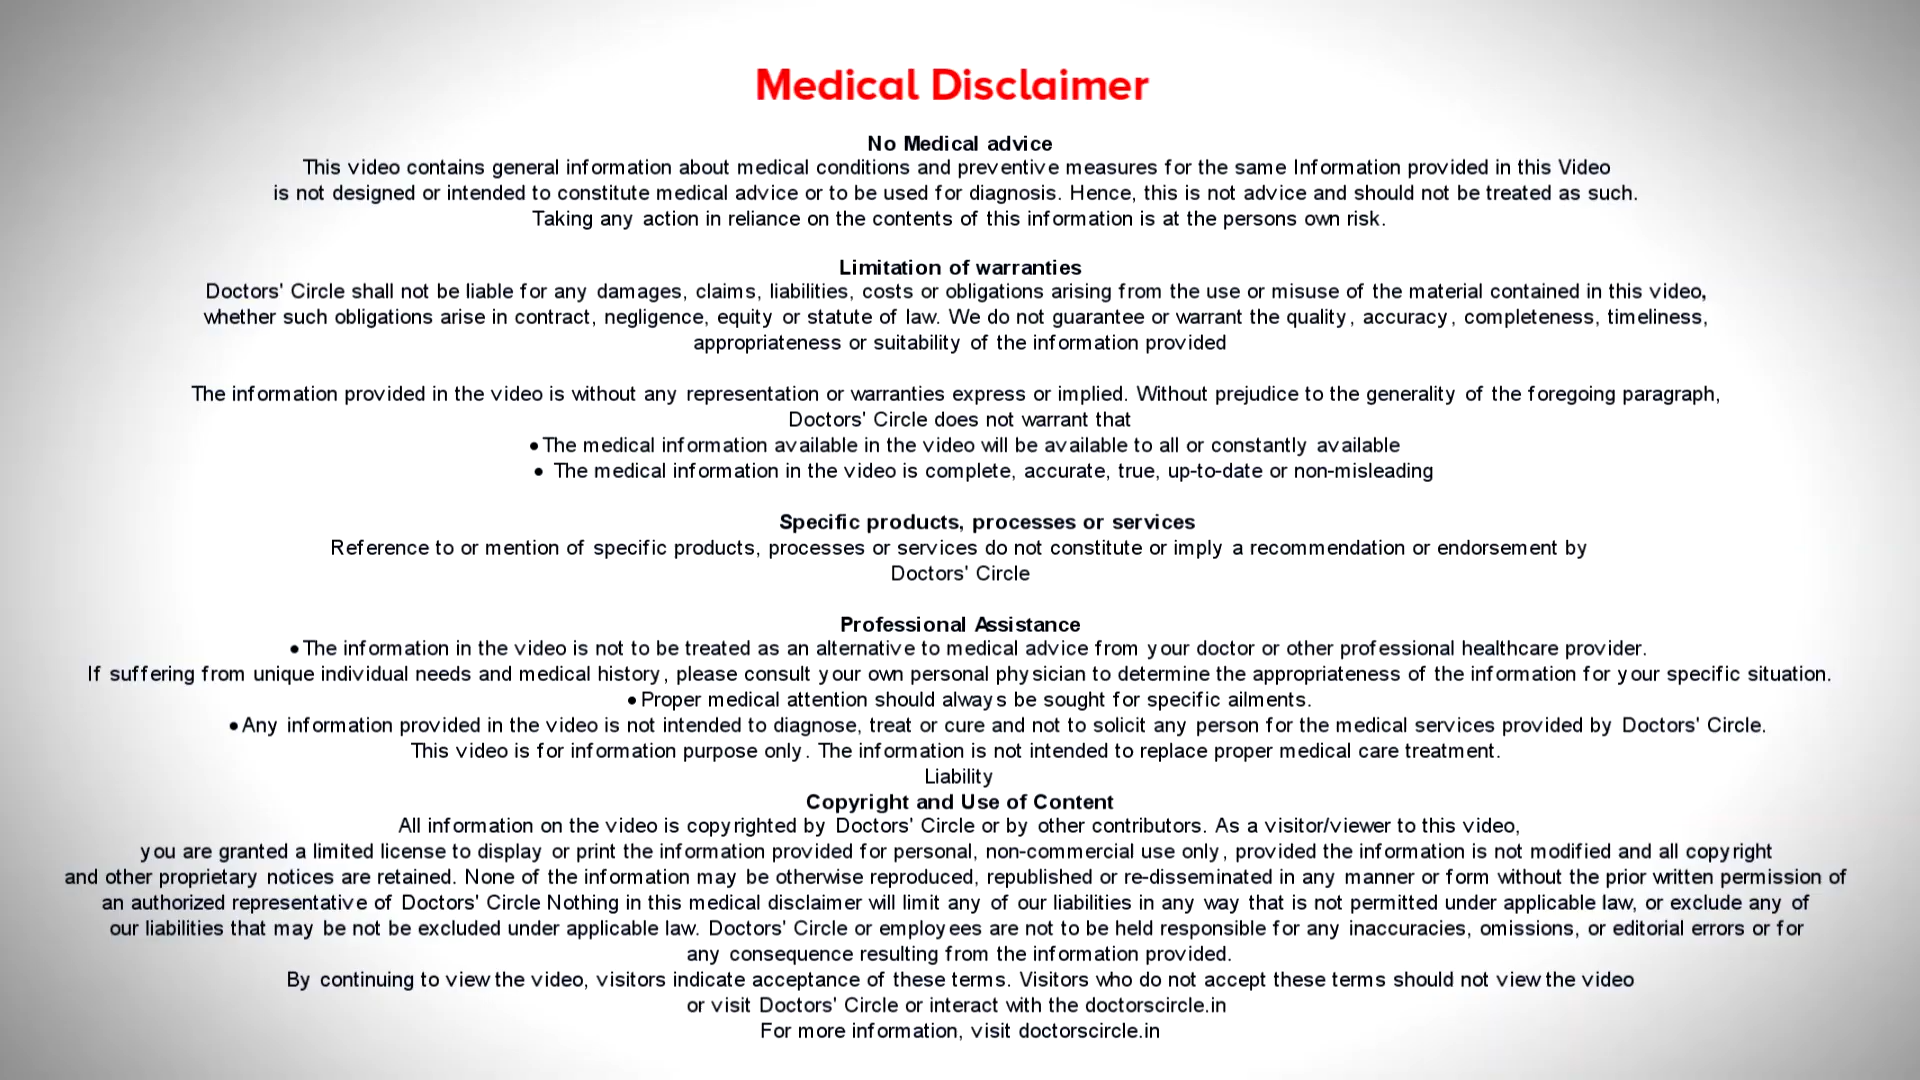 Medical Disclaimer
No Medical advice
This video contains general information about medical conditions and preventive measures for the same Information provided in this Video
is not designed or intended to constitute medical advice or to be used for diagnosis. Hence, this is not advice and should not be treated as such.
Taking any action in reliance on the contents of this information is at the persons own risk.
Limitation of warranties
Doctors' Circle shall not be liable for any damages, claims, liabilities, costs or obligations arising from the use or misuse of the material contained in this video,
whether such obligations arise in contract, negligence, equity or statute of law. We do not guarantee or warrant the quality, accuracy, completeness, timeliness,
appropriateness or suitability of the information provided
The information provided in the video is without any representation or warranties express or implied. Without prejudice to the generality of the foregoing paragraph,
Doctors' Circle does not warrant that
• The medical information available in the video will be available to all or constantly available
• The medical information in the video is complete, accurate, true, up-to-date or non-misleading
Specific products, processes or services
Reference to or mention of specific products, processes or services do not constitute or imply a recommendation or endorsement by
Doctors' Circle
Professional Assistance
• The information in the video is not to be treated as an alternative to medical advice from your doctor or other professional healthcare provider.
If suffering from unique individual needs and medical history, please consult your own personal physician to determine the appropriateness of the information for your specific situation.
• Proper medical attention should always be sought for specific ailments.
• Any information provided in the video is not intended to diagnose, treat or cure and not to solicit any person for the medical services provided by Doctors' Circle.
This video is for information purpose only. The information is not intended to replace proper medical care treatment.
Liability
Copyright and Use of Content
All information on the video is copyrighted by Doctors' Circle or by other contributors. As a visitor/viewer to this video,
you are granted a limited license to display or print the information provided for personal, non-commercial use only, provided the information is not modified and all copyright
and other proprietary notices are retained. None of the information may be otherwise reproduced, republished or re-disseminated in any manner or form without the prior written permission of
an authorized representative of Doctors' Circle Nothing in this medical disclaimer will limit any of our liabilities in any way that is not permitted under applicable law, or exclude any of
our liabilities that may be not be excluded under applicable law. Doctors' Circle or employees are not to be held responsible for any inaccuracies, omissions, or editorial errors or for
any consequence resulting from the information provided.
By continuing to view the video, visitors indicate acceptance of these terms. Visitors who do not accept these terms should not view the video
or visit Doctors' Circle or interact with the doctorscircle.in
For more information, visit doctorscircle.in